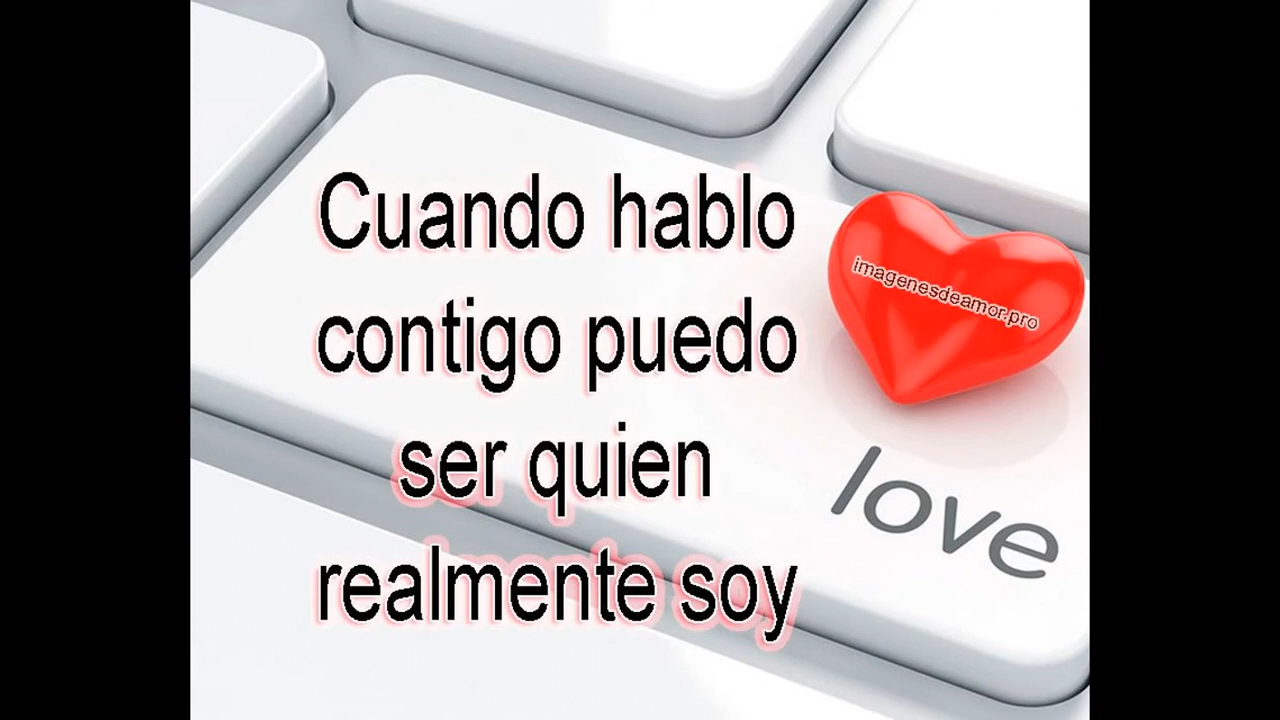 Cuando hablo
contigo puedo
ser quien
realmente soy
imagenesdeamor.pro
love